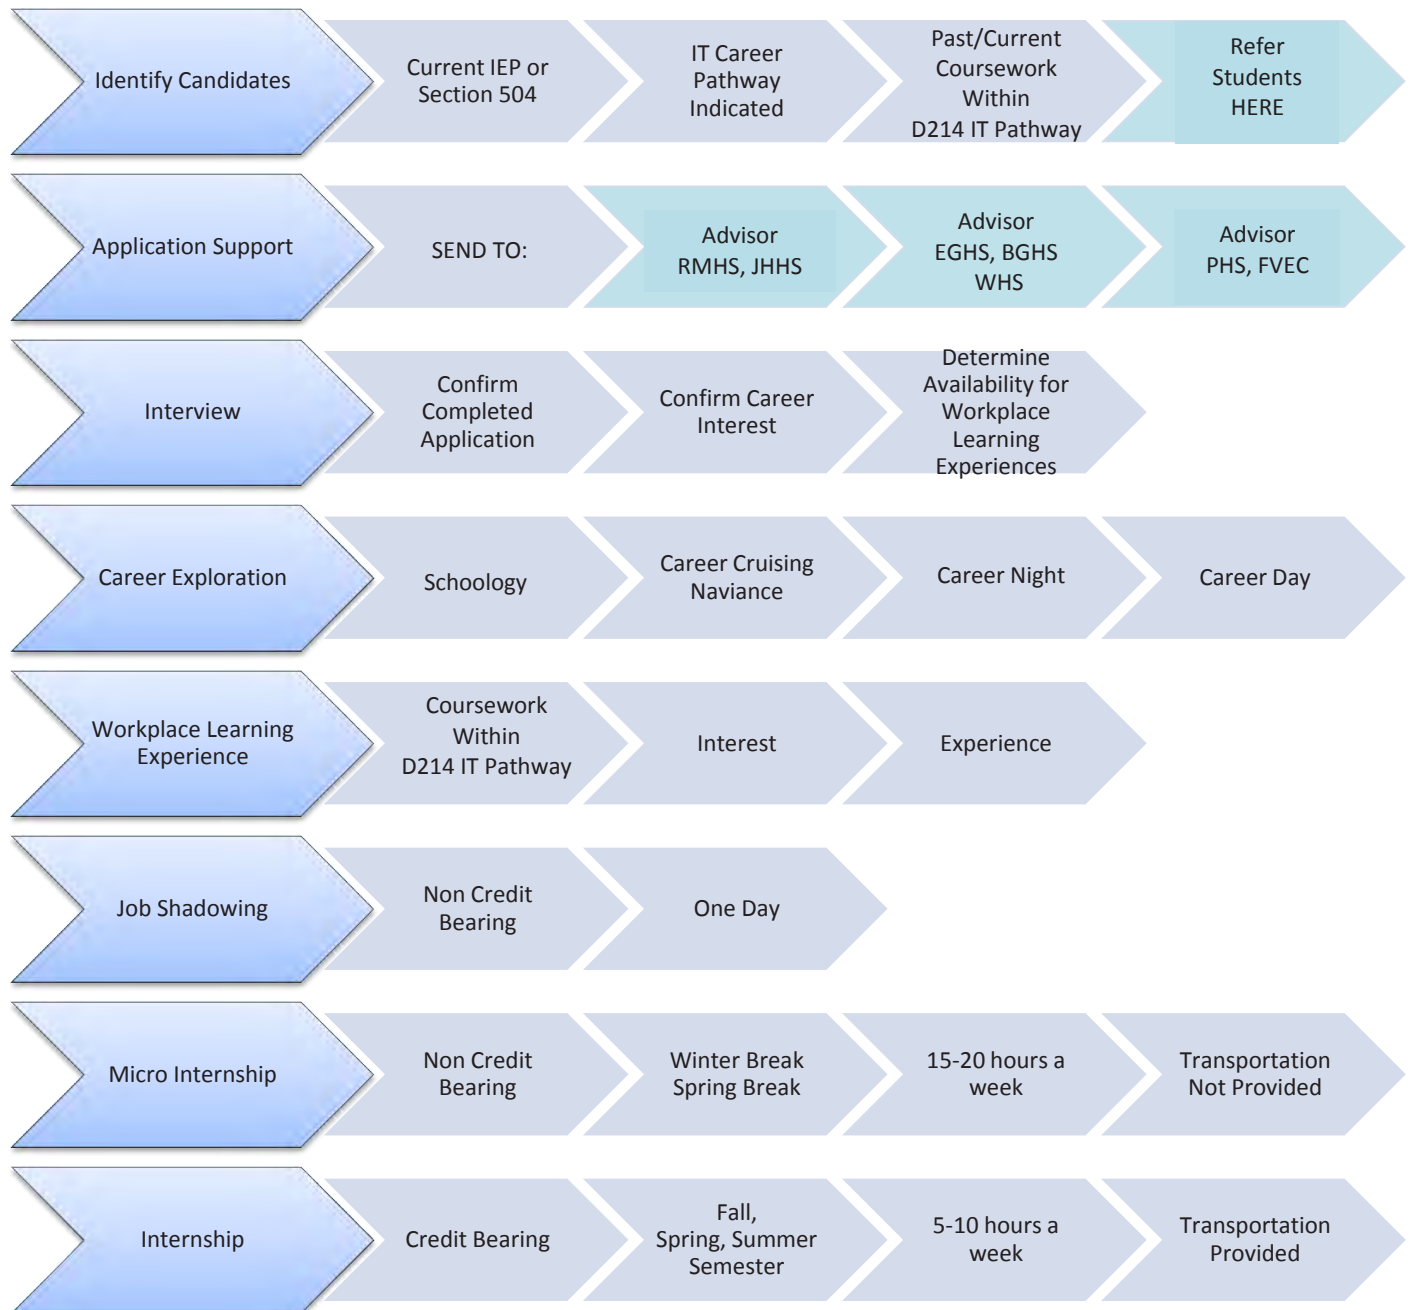 Identify Candidates
Current IEP or
Section 504
IT Career
Pathway
Indicated
Past/Current
Coursework
Within
D214 IT Pathway
Refer
Students
HERE
Application Support
SEND TO:
Advisor
RMHS, JHHS
Advisor
EGHS, BGHS
WHS
Advisor
PHS, FVEC
Interview
Confirm
Completed
Application
Confirm Career
Interest
Determine
Availability for
Workplace
Learning
Experiences
Career Exploration
Schoology
Career Cruising
Naviance
Career Night
Career Day
Workplace Learning
Experience
Coursework
Within
D214 IT Pathway
Interest
Experience
Job Shadowing
Non Credit
Bearing
One Day
Micro Internship
Non Credit
Bearing
Winter Break
Spring Break
15-20 hours a
week
Transportation
Not Provided
Internship
Credit Bearing
Fall,
Spring, Summer
Semester
5-10 hours a
week
Transportation
Provided